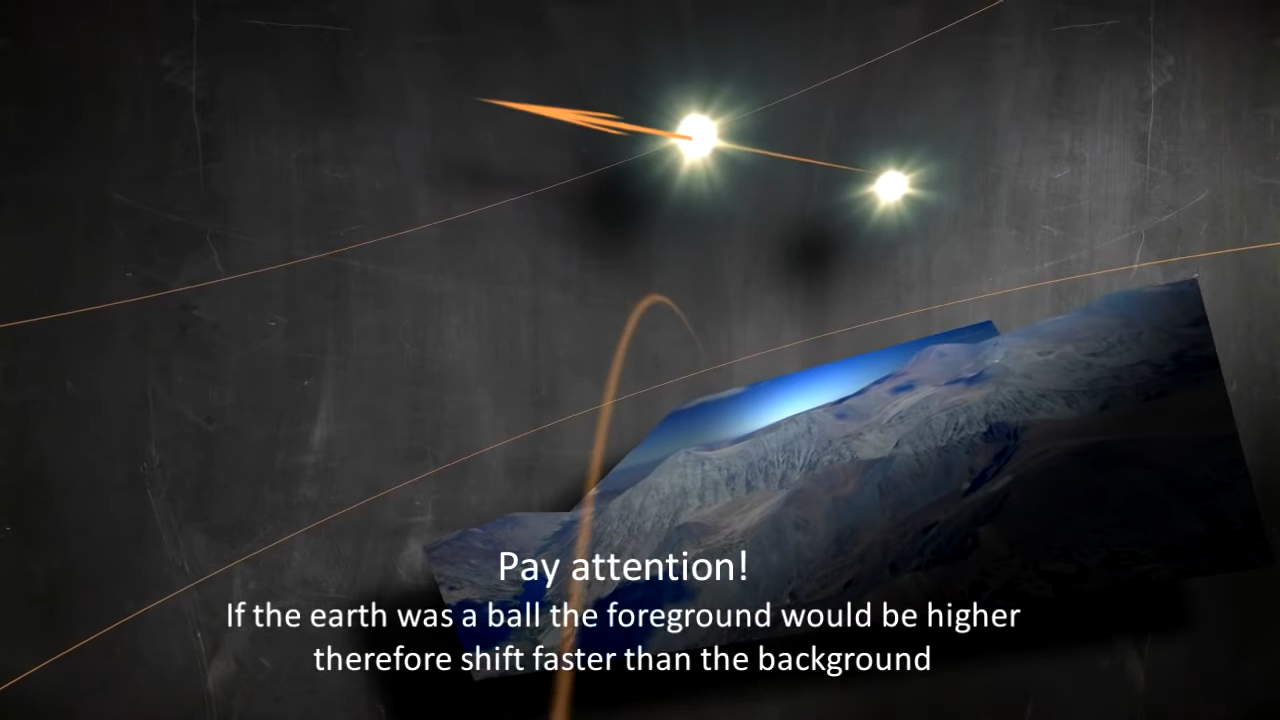 Pay attention!
If the earth was a ball the foreground would be higher
therefore shift faster than the background